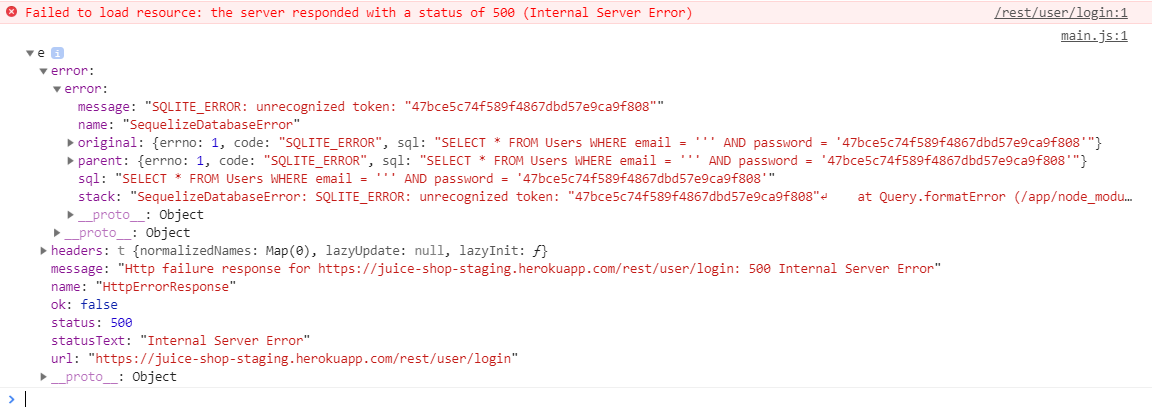 Failed to load resource: the server responded with a status of 500 (Internal Server Error) /rest/user/login:1
main.js:1
e i
error:
error:
message: "SQLITE_ERROR: unrecognized token: "47bce5c74f589f4867dbd57e9ca9f808""
name: "SequelizeDatabaseError"
original: {errno: 1, code: "SQLITE_ERROR", sql: "SELECT * FROM Users WHERE email = ''' AND password = '47bce5c74f589f4867dbd57e9ca9f808'"}
parent: {errno: 1, code: "SQLITE_ERROR", sql: "SELECT * FROM Users WHERE email = ''' AND password = '47bce5c74f589f4867dbd57e9ca9f808'"}
sql: "SELECT * FROM Users WHERE email = ''' AND password = '47bce5c74f589f4867dbd57e9ca9f808'"
stack: "SequelizeDatabaseError: SQLITE_ERROR: unrecognized token: "47bce5c74f589f4867dbd57e9ca9f808"↵    at Query.formatError (/app/node_modu…
__proto__: Object
__proto__: Object
headers: t {normalizedNames: Map(0), lazyUpdate: null, lazyInit: ƒ}
message: "Http failure response for https://juice-shop-staging.herokuapp.com/rest/user/login: 500 Internal Server Error"
name: "HttpErrorResponse"
ok: false
status: 500
statusText: "Internal Server Error"
url: "https://juice-shop-staging.herokuapp.com/rest/user/login"
__proto__: Object